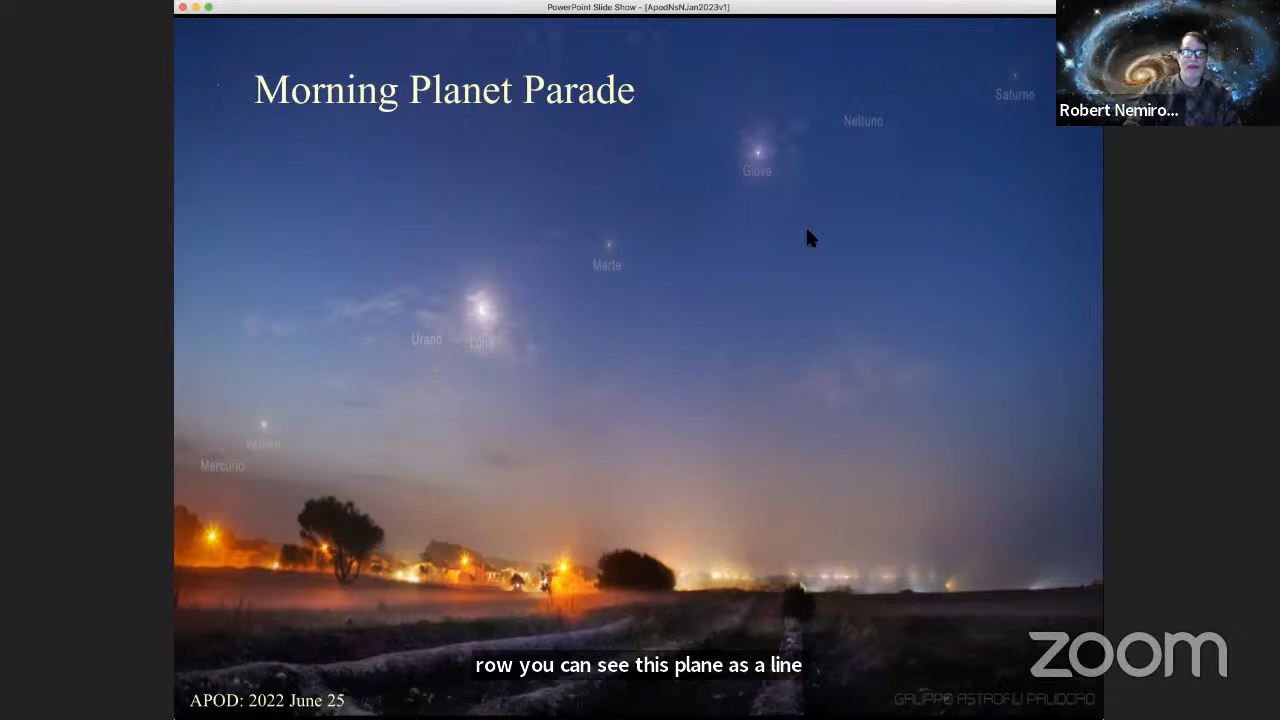 PowerPoint Slide Show - [ApodNsNJan2023v1]
Morning Planet Parade
Saturno
Nettuno
Giove
Robert Nemiro...
Marte
Urano
Luna
Venere
Mercurio
row you can see this plane as a line
zoom
APOD: 2022 June 25
GRUPPO ASTROFILI PALIDORO